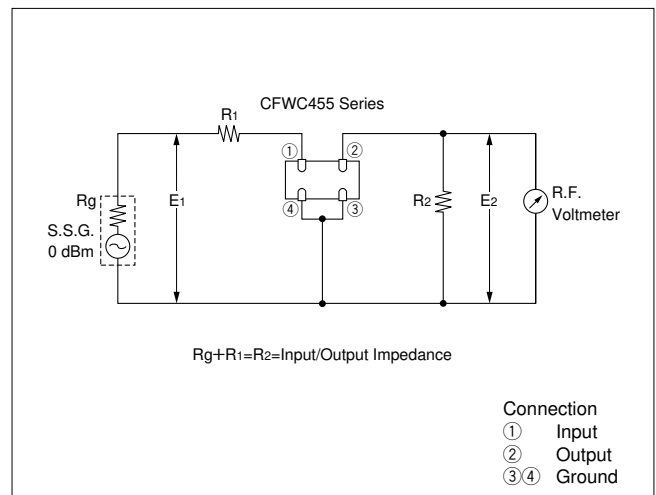 CFWC455 Series
R1
① ②
Rg
E1
R2
E2
R.F.
Voltmeter
S.S.G.
0 dBm
④ ③
Rg+R1=R2=Input/Output Impedance
Connection
① Input
② Output
③④ Ground